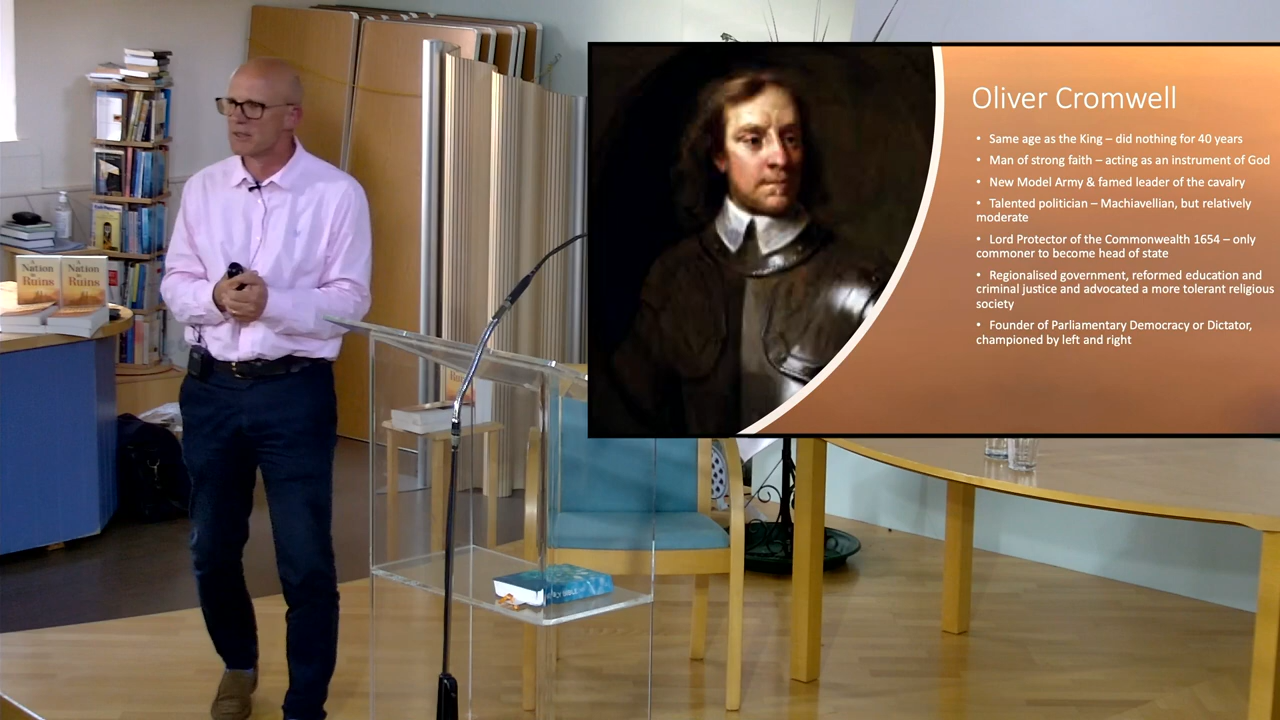 Oliver Cromwell
• Same age as the King – did nothing for 40 years
• Man of strong faith – acting as an instrument of God
• New Model Army & famed leader of the cavalry
• Talented politician – Machiavellian, but relatively
moderate
• Lord Protector of the Commonwealth 1654 – only
commoner to become head of state
• Regionalised government, reformed education and
criminal justice and advocated a more tolerant religious
society
• Founder of Parliamentary Democracy or Dictator,
championed by left and right
A
Nation
in
Ruins
A
Nation
in
Ruins
HOLY BIBLE